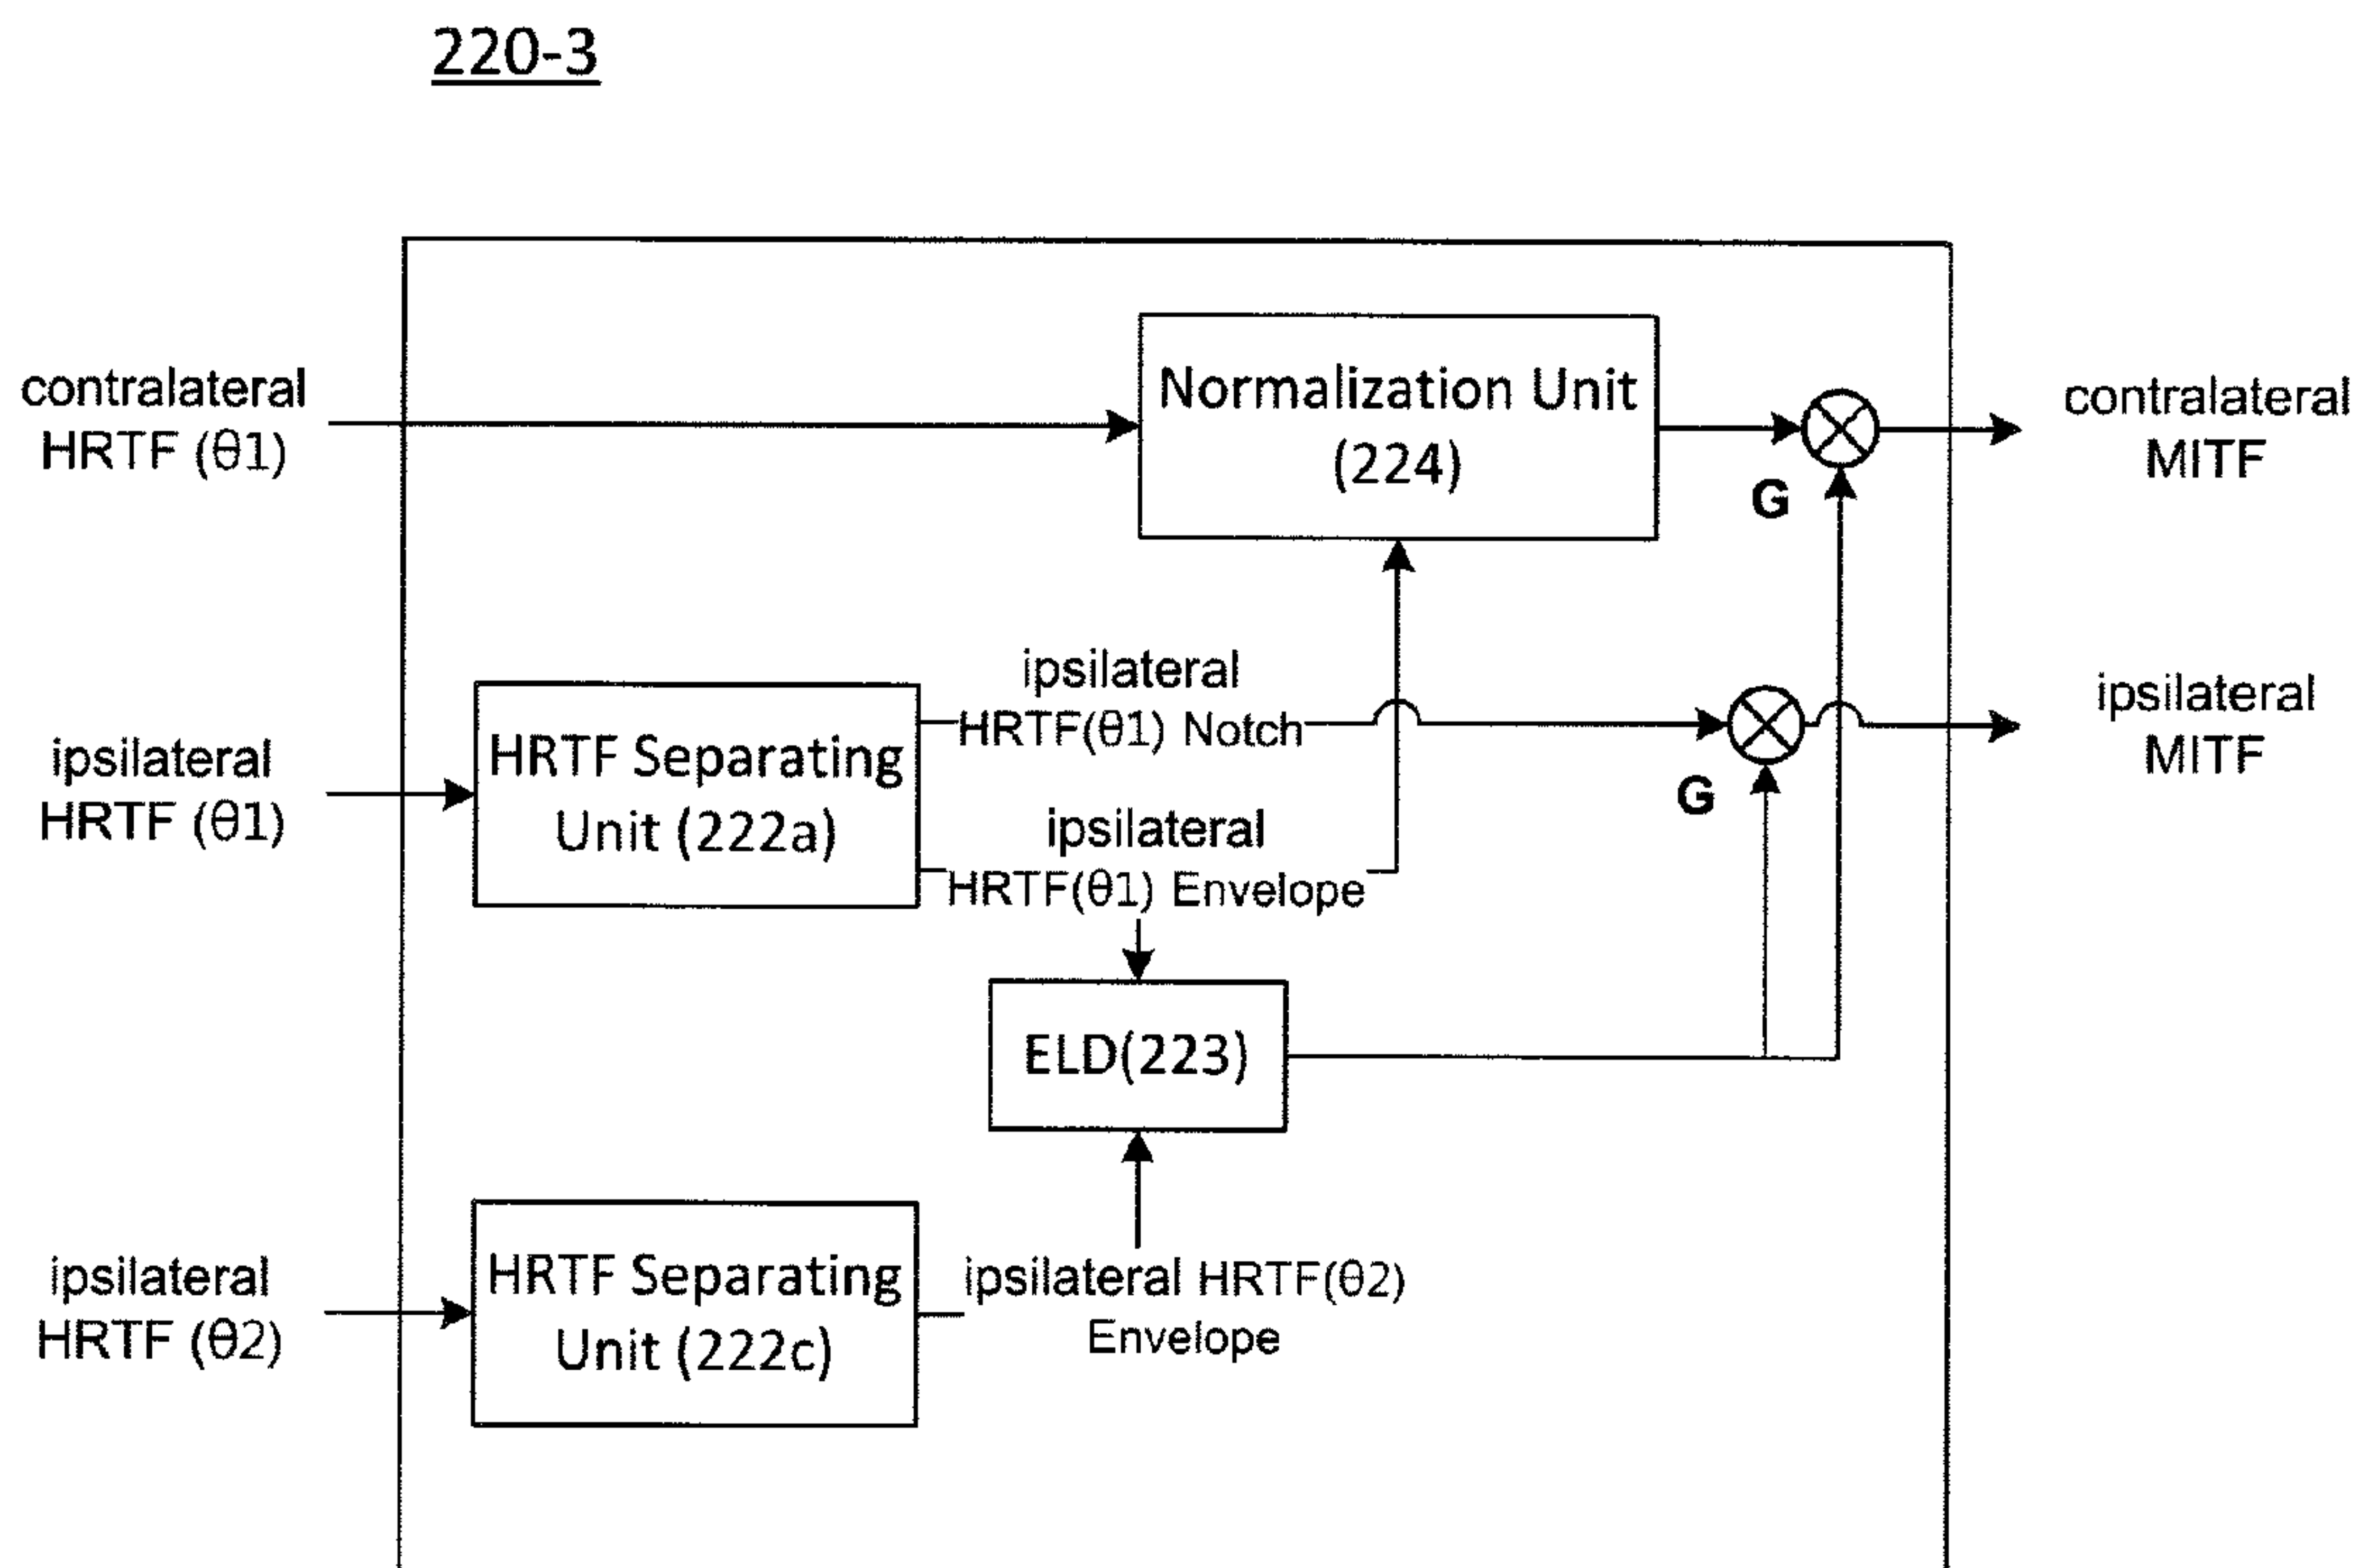 220-3
contralateral
HRTF (θ1)
Normalization Unit
(224)
G
contralateral
MITF
ipsilateral
HRTF (θ1)
HRTF Separating
Unit (222a)
ipsilateral
HRTF(θ1) Notch
ipsilateral
HRTF(θ1) Envelope
G
ipsilateral
MITF
ELD(223)
ipsilateral
HRTF (θ2)
HRTF Separating
Unit (222c)
ipsilateral HRTF(θ2)
Envelope